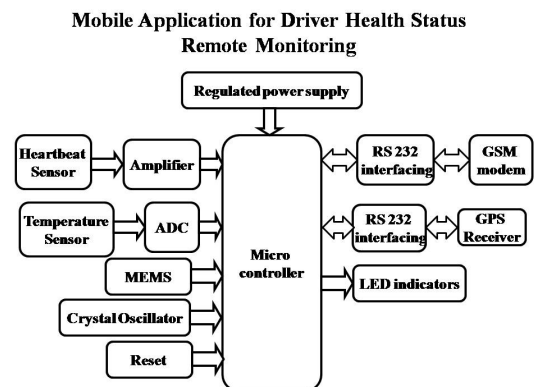 Mobile Application for Driver Health Status
Remote Monitoring
Regulated power supply
Heartbeat
Sensor
Amplifier
RS 232
interfacing
GSM
modem
Temperature
Sensor
ADC
Micro
controller
RS 232
interfacing
GPS
Receiver
MEMS
LED indicators
Crystal Oscillator
Reset